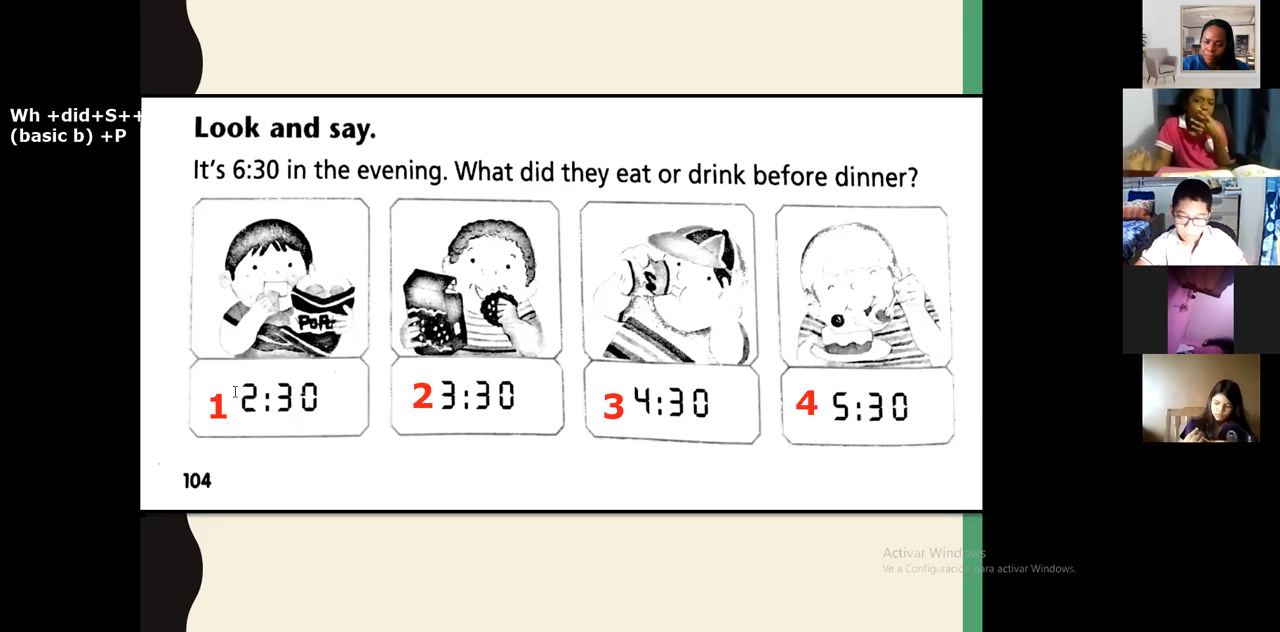 Wh +did+S++
(basic b) +P
Look and say.
It's 6:30 in the evening. What did they eat or drink before dinner?
1 2:30
2 3:30
3 4:30
4 5:30
104
Activar Windows
Ve a Configuración para activar Windows.